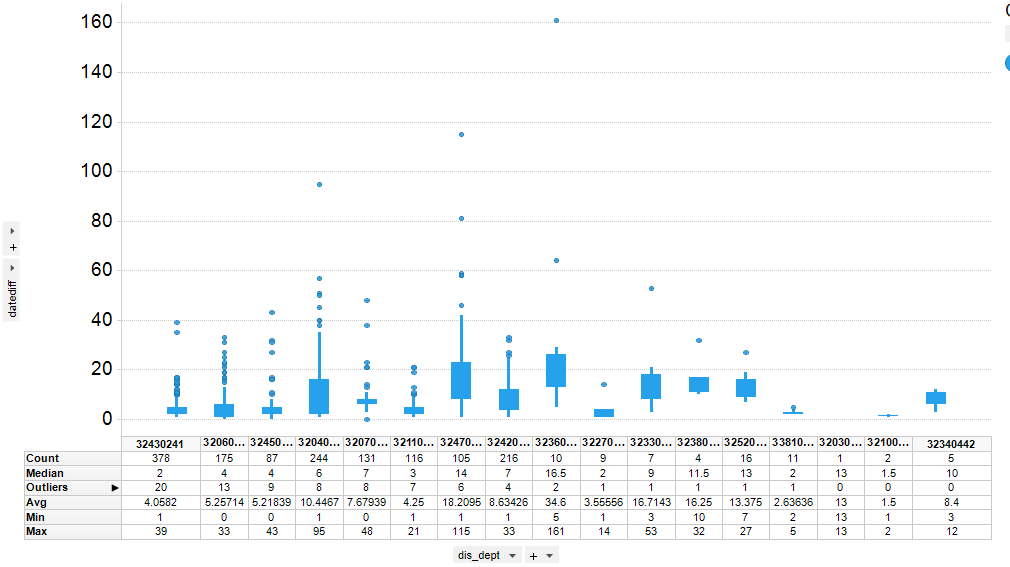 160
140
120
100
80
60
40
20
0
+
datediff
32430241 32060... 32450... 32040... 32070... 32110... 32470... 32420... 32360... 32270... 32330... 32380... 32520... 33810... 32030... 32100... 32340442
Count 378 175 87 244 131 116 105 216 10 9 7 4 16 11 1 2 5
Median 2 4 4 6 7 3 14 7 16.5 2 9 11.5 13 2 13 1.5 10
Outliers 20 13 9 8 8 7 6 4 2 1 1 1 1 1 0 0 0
Avg 4.0582 5.25714 5.21839 10.4467 7.67939 4.25 18.2095 8.63426 34.6 3.55556 16.7143 16.25 13.375 2.63636 13 1.5 8.4
Min 1 0 0 1 0 1 1 1 5 1 3 10 7 2 13 1 3
Max 39 33 43 95 48 21 115 33 161 14 53 32 27 5 13 2 12
dis_dept +